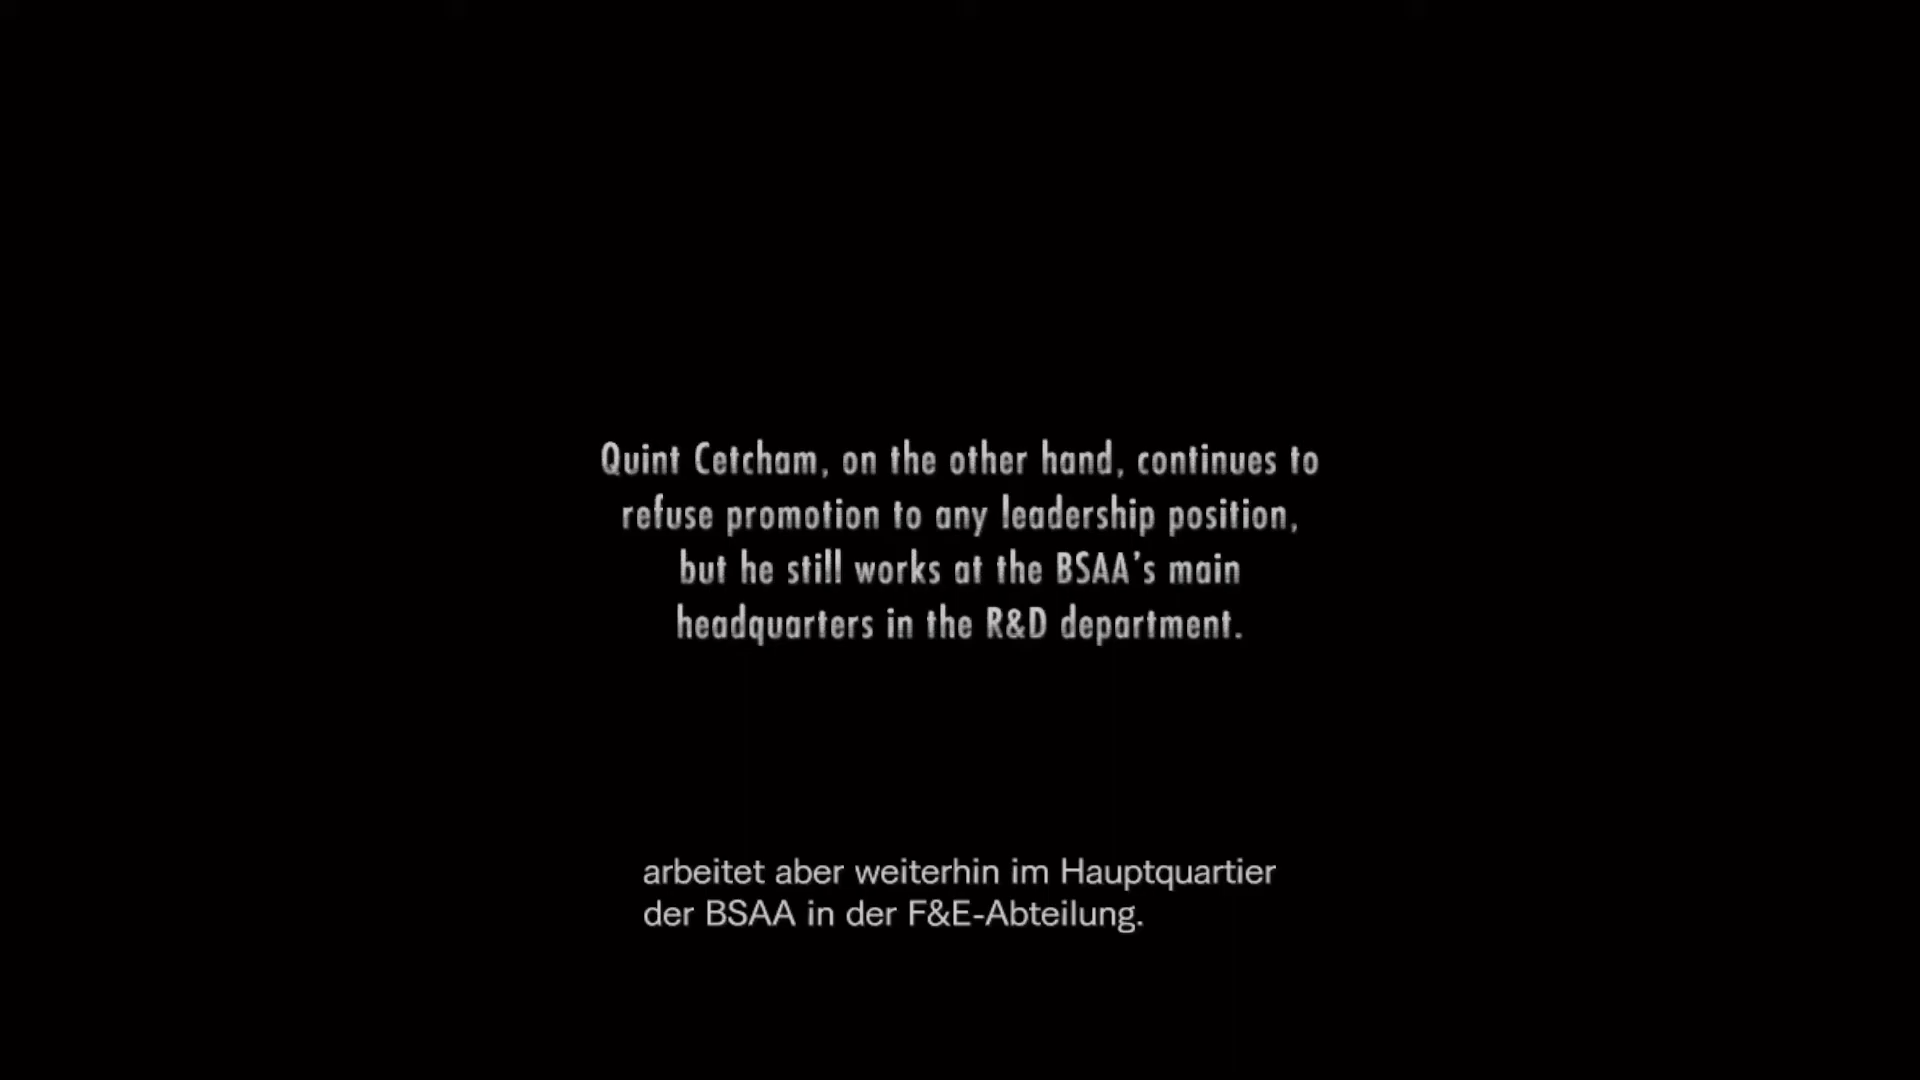 Quint Cetcham, on the other hand, continues to
refuse promotion to any leadership position,
but he still works at the BSAA's main
headquarters in the R&D department.
arbeitet aber weiterhin im Hauptquartier
der BSAA in der F&E-Abteilung.